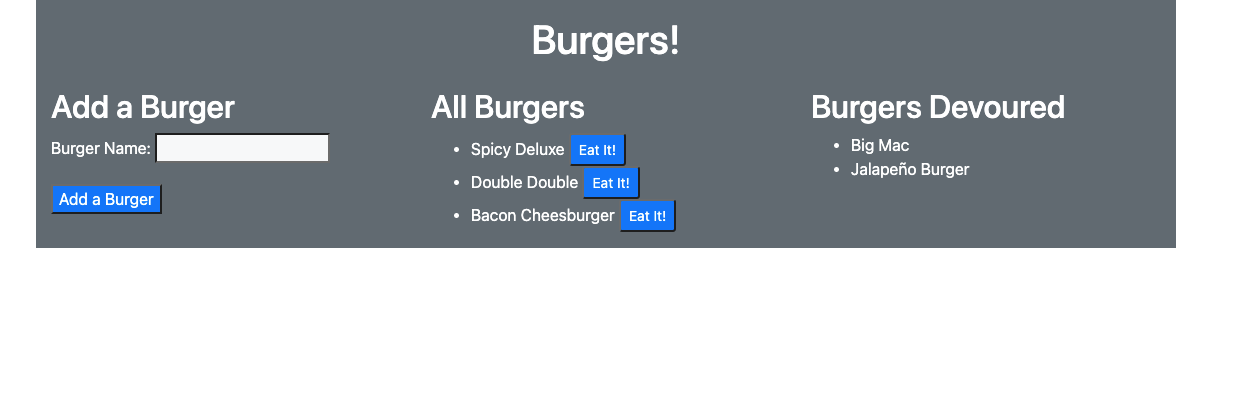 Burgers!
Add a Burger
Burger Name:
Add a Burger
All Burgers
Spicy Deluxe Eat It!
Double Double Eat It!
Bacon Cheesburger Eat It!
Burgers Devoured
Big Mac
Jalapeño Burger